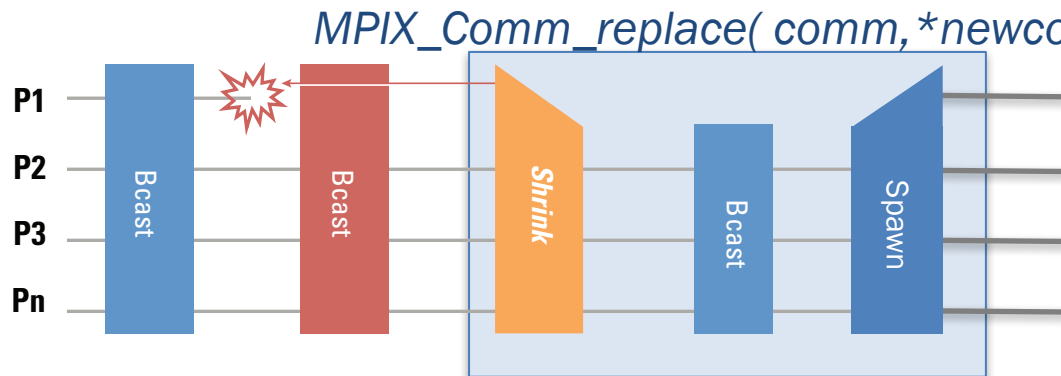 MPIX_Comm_replace( comm,*newco
P1
P2
P3
Pn
Bcast
Bcast
Shrink
Bcast
Spawn